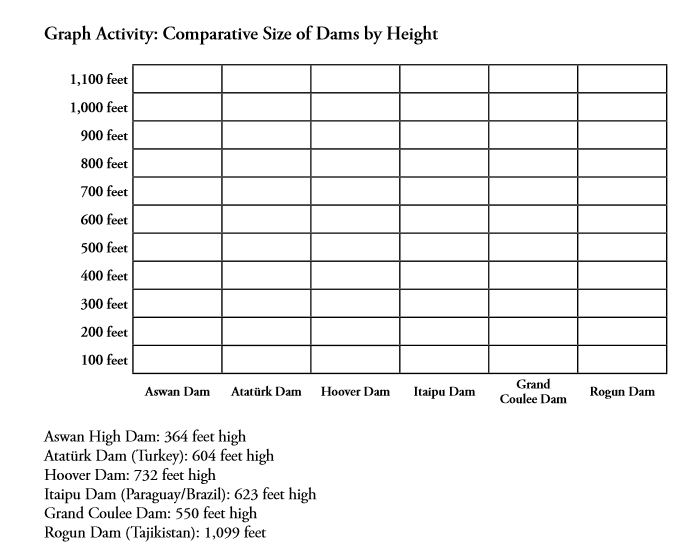 Graph Activity: Comparative Size of Dams by Height
1,100 feet
1,000 feet
900 feet
800 feet
700 feet
600 feet
500 feet
400 feet
300 feet
200 feet
100 feet
Aswan Dam
Atatürk Dam
Hoover Dam
Itaipu Dam
Grand
Coulee Dam
Rogun Dam
Aswan High Dam: 364 feet high
Atatürk Dam (Turkey): 604 feet high
Hoover Dam: 732 feet high
Itaipu Dam (Paraguay/Brazil): 623 feet high
Grand Coulee Dam: 550 feet high
Rogun Dam (Tajikistan): 1,099 feet